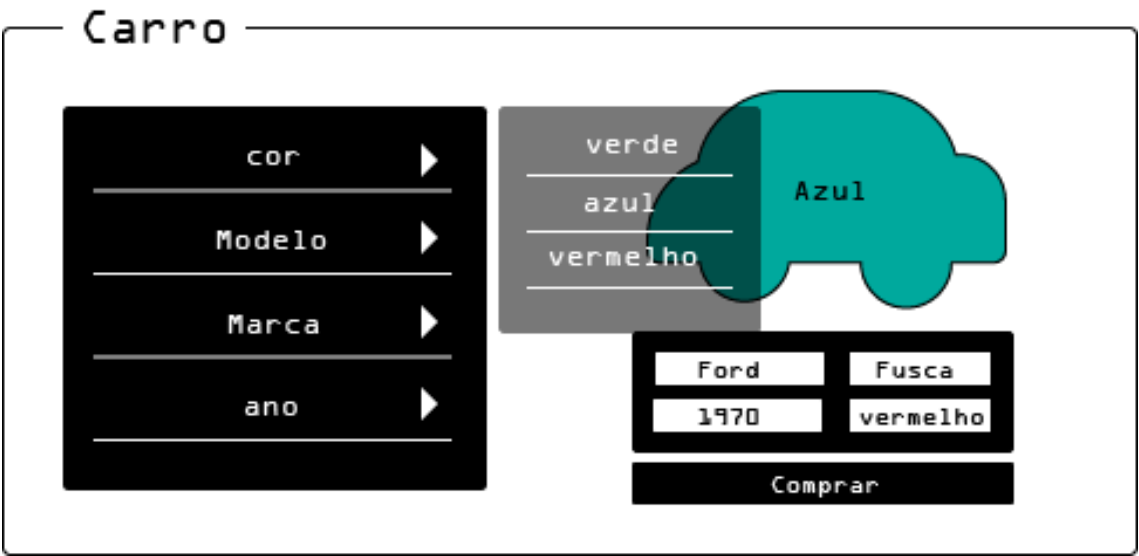 Carro
cor
Modelo
Marca
ano
verde
azul
vermelho
Azul
Ford
Fusca
1970
vermelho
Comprar